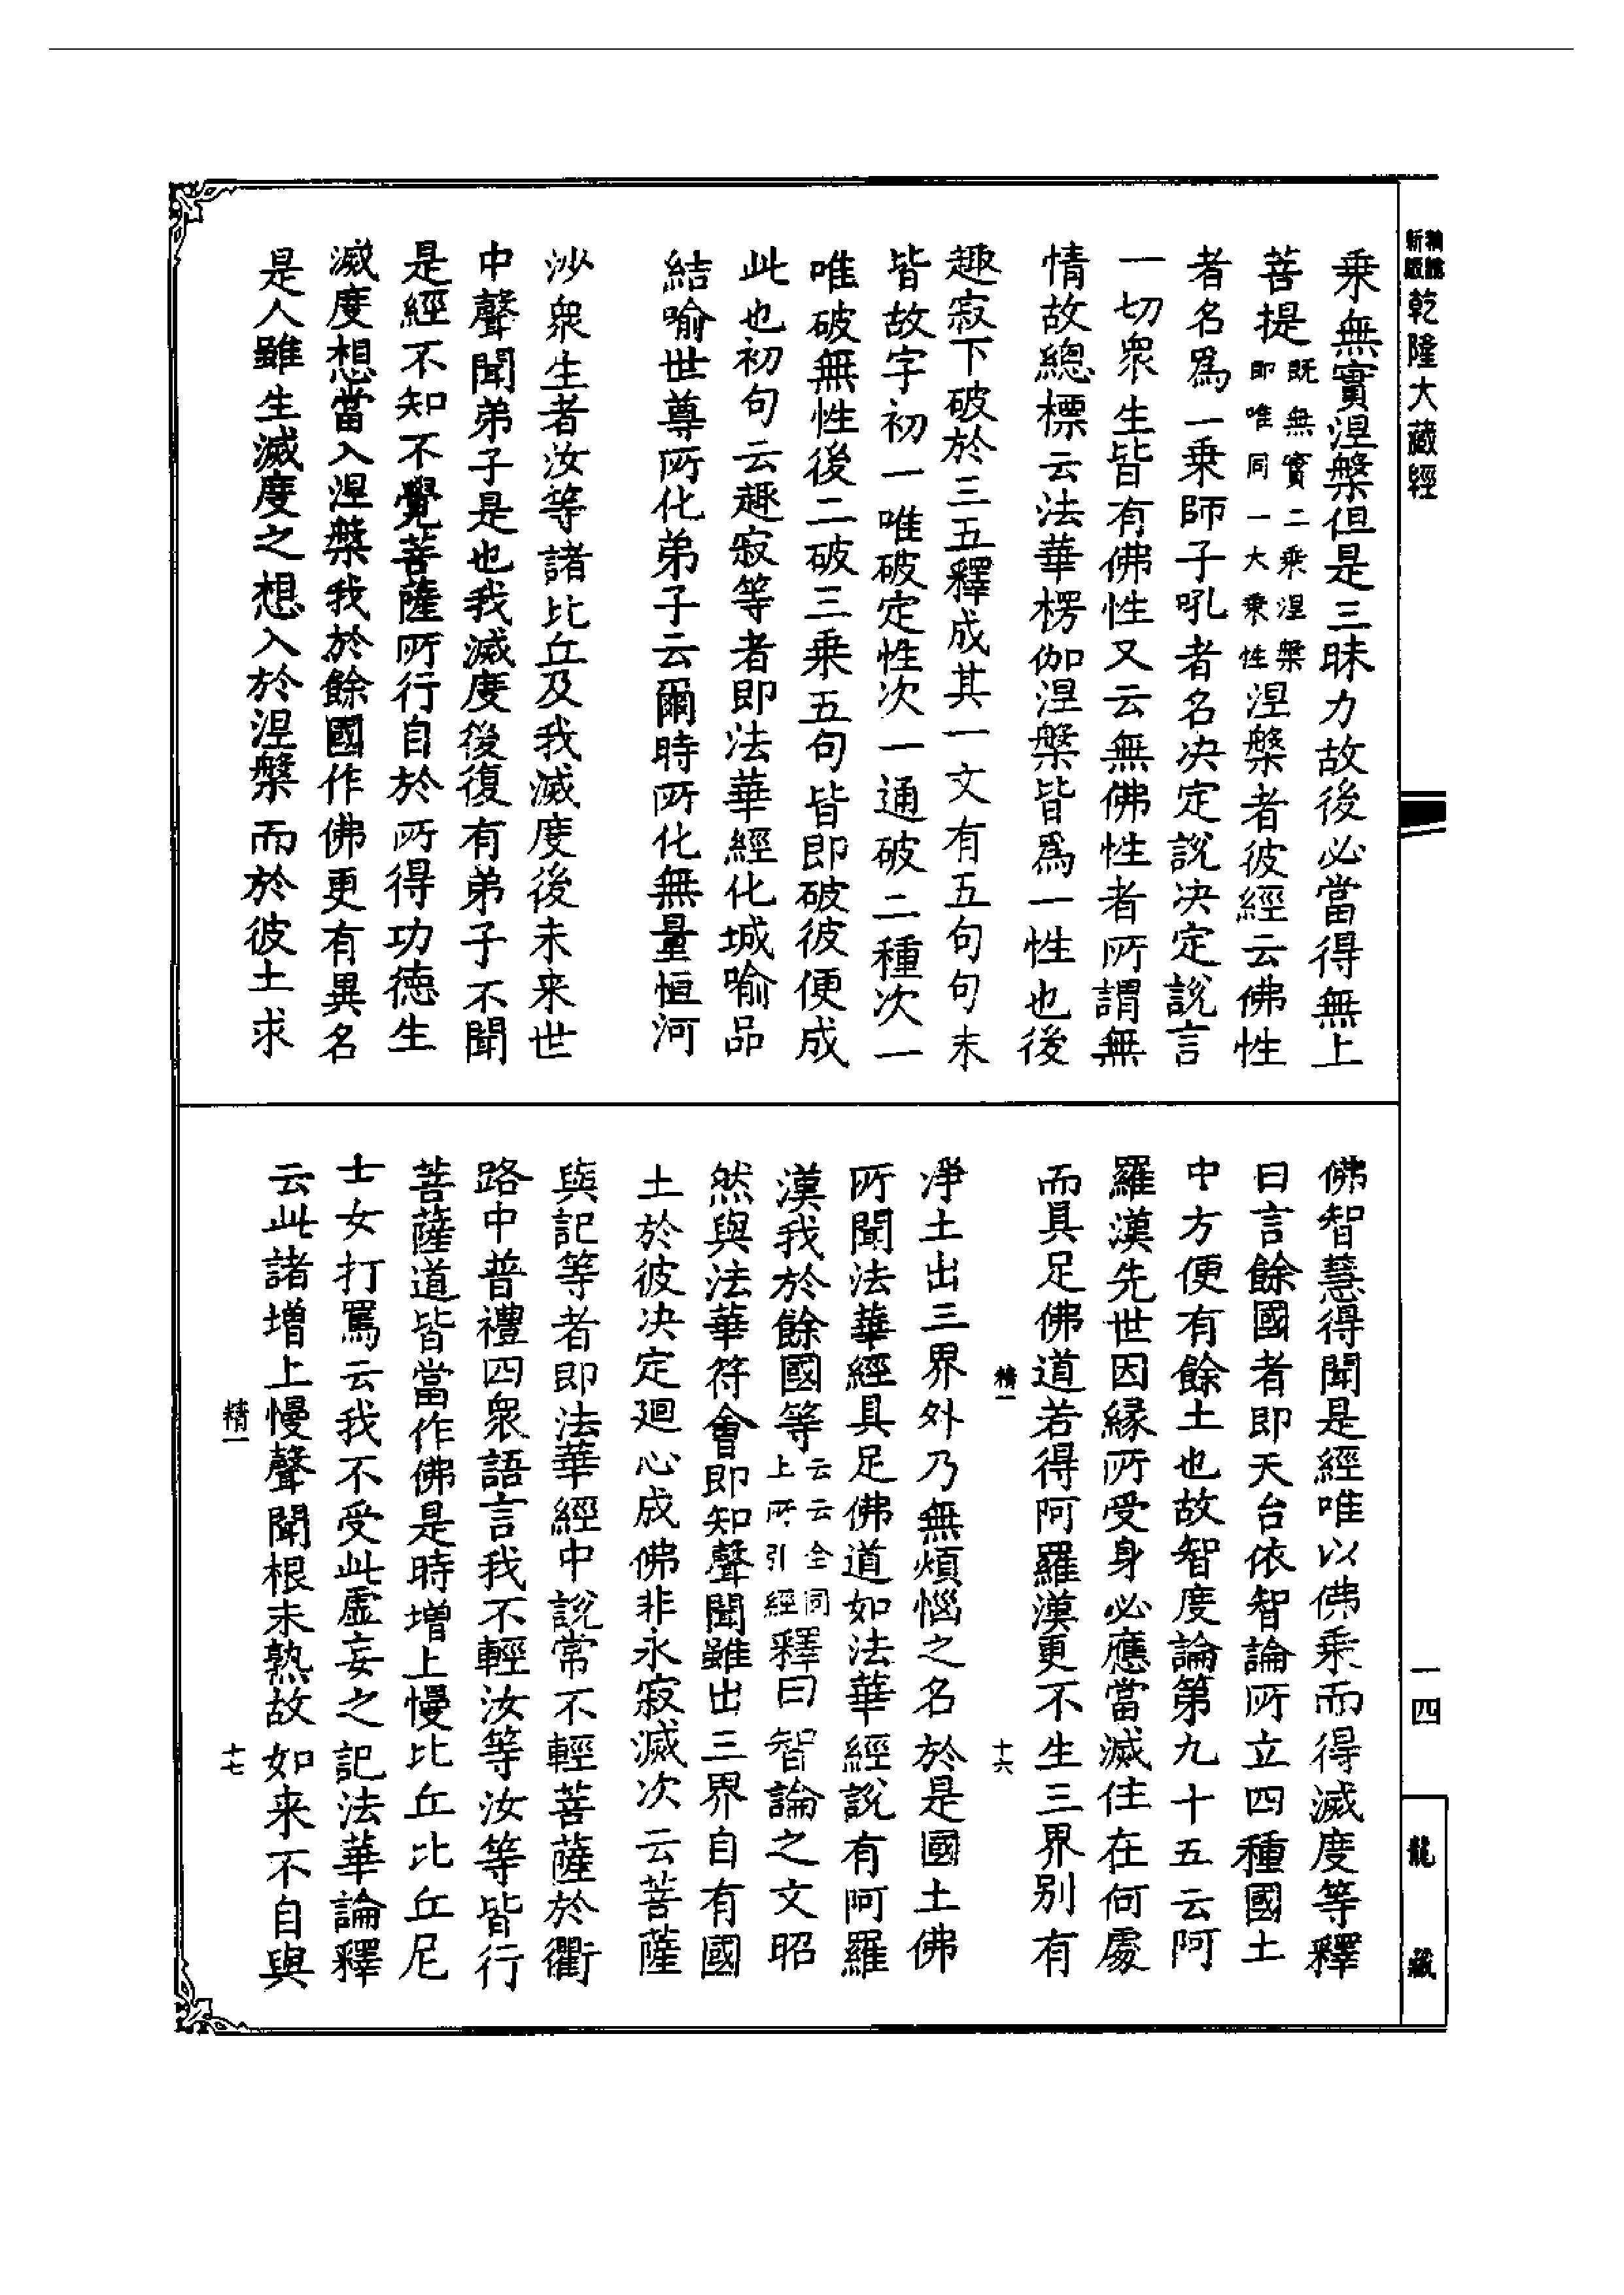 精說新版 乾隆大藏經
乗無實涅槃但是三昧力故後必當得無上
菩提既無實二乗涅槃即唯同一大乗性涅槃者彼經云佛性
者名爲一乗師子吼者名决定說决定說言
一切衆生皆有佛性又云無佛性者所謂無
情故總標云法華楞伽涅槃皆爲一性也後
趣寂下破於三五釋成其一文有五句句末
皆故字初一唯破定性次一通破二種次一
唯破無性後二破三乗五句皆即破彼便成
此也初句云趣寂等者即法華經化城喻品
結喻世尊所化弟子云爾時所化無量恒河
沙衆生者汝等諸比丘及我滅度後未来世
中聲聞弟子是也我滅度後復有弟子不聞
是經不知不覺菩薩所行自於所得功德生
滅度想當入涅槃我於餘國作佛更有異名
是人雖生滅度之想入於涅槃而於彼土求
佛智慧得聞是經唯以佛乗而得滅度等釋
曰言餘國者即天台依智論所立四種國土
中方便有餘土也故智度論第九十五云阿
羅漢先世因緣所受身必應當滅住在何處
而具足佛道若得阿羅漢更不生三界别有
精一 十六
淨土出三界外乃無煩惱之名於是國土佛
所聞法華經具足佛道如法華經說有阿羅
漢我於餘國等云云全同上所引經釋曰智論之文昭
然與法華符會即知聲聞雖出三界自有國
土於彼决定廻心成佛非永寂滅次云菩薩
與記等者即法華經中說常不輕菩薩於衢
路中普禮四衆語言我不輕汝等汝等皆行
菩薩道皆當作佛是時增上慢比丘比丘尼
士女打罵云我不受此虛妄之記法華論釋
云此諸增上慢聲聞根未熟故如来不自與
精一 十七
一四
龍藏